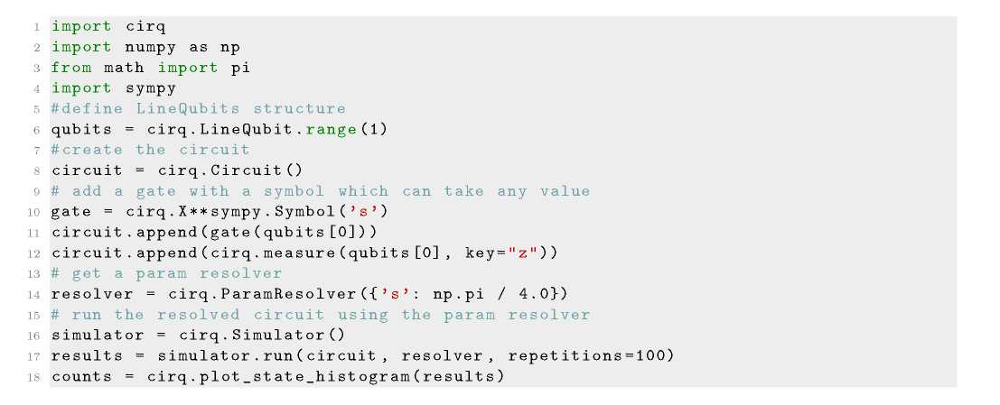 1 import cirq
2 import numpy as np
3 from math import pi
4 import sympy
5 #define LineQubits structure
6 qubits = cirq.LineQubit.range(1)
7 #create the circuit
8 circuit = cirq.Circuit()
9 # add a gate with a symbol which can take any value
10 gate = cirq.X**sympy.Symbol('s')
11 circuit.append(gate(qubits[0]))
12 circuit.append(cirq.measure(qubits[0], key="z"))
13 # get a param resolver
14 resolver = cirq.ParamResolver({'s': np.pi / 4.0})
15 # run the resolved circuit using the param resolver
16 simulator = cirq.Simulator()
17 results = simulator.run(circuit, resolver, repetitions=100)
18 counts = cirq.plot_state_histogram(results)